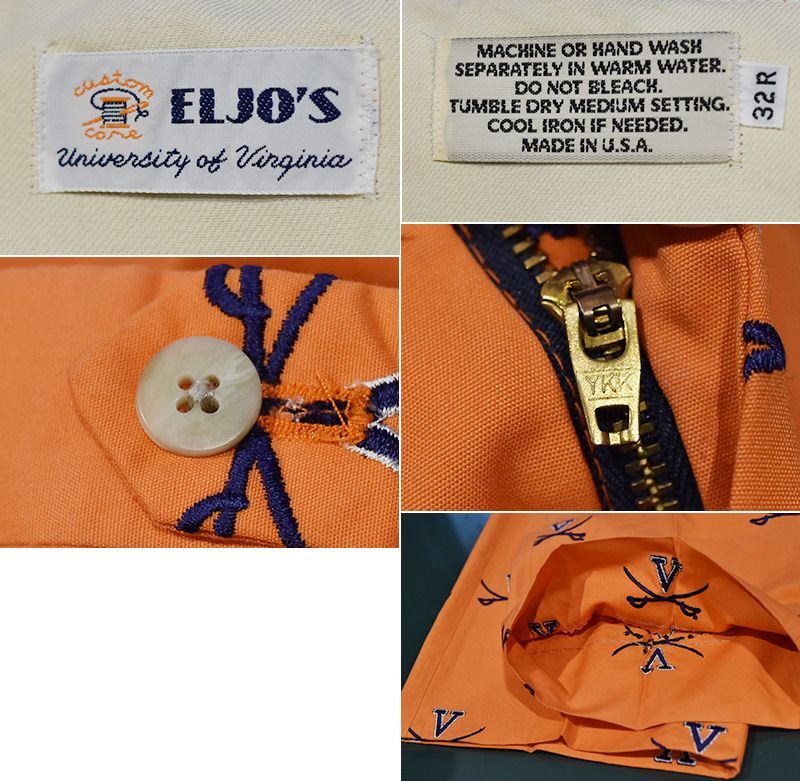 custom
care
ELJO'S
University of Virginia
MACHINE OR HAND WASH
SEPARATELY IN WARM WATER.
DO NOT BLEACH.
TUMBLE DRY MEDIUM SETTING.
COOL IRON IF NEEDED.
MADE IN U.S.A.
32R
V
YKK
V
V
V
V
V
V